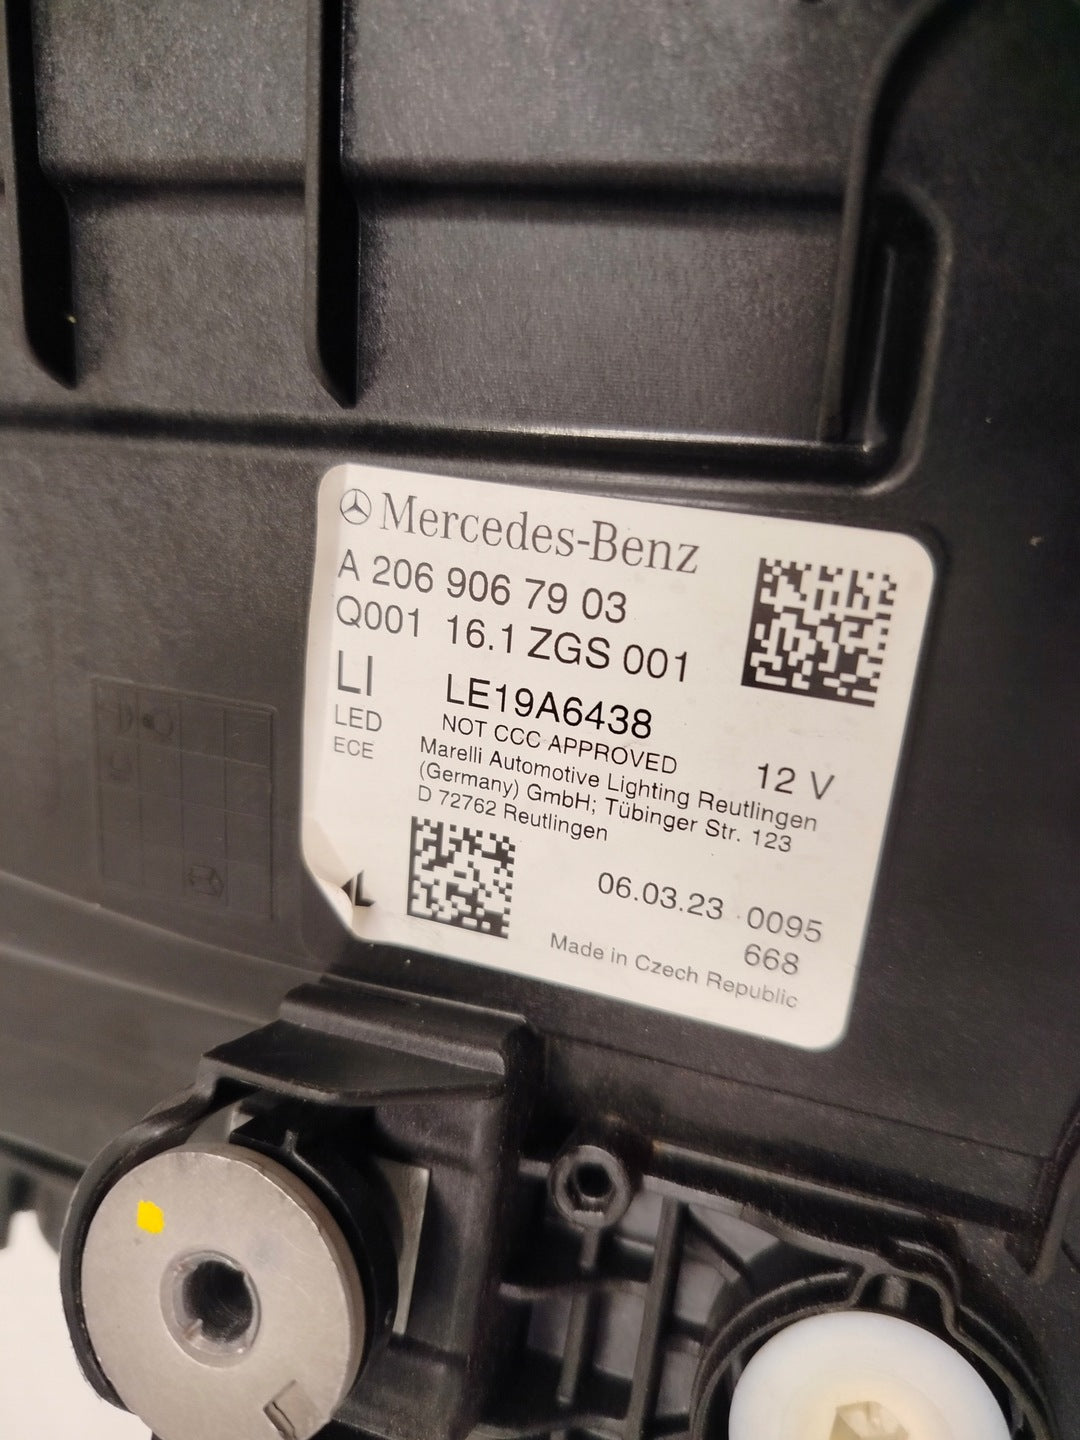 Mercedes-Benz
A 206 906 79 03
Q001 16.1 ZGS 001
LI LE19A6438
LED NOT CCC APPROVED 12 V
ECE Marelli Automotive Lighting Reutlingen
(Germany) GmbH; Tübinger Str. 123
D 72762 Reutlingen
AL
06.03.23 0095
668
Made in Czech Republic